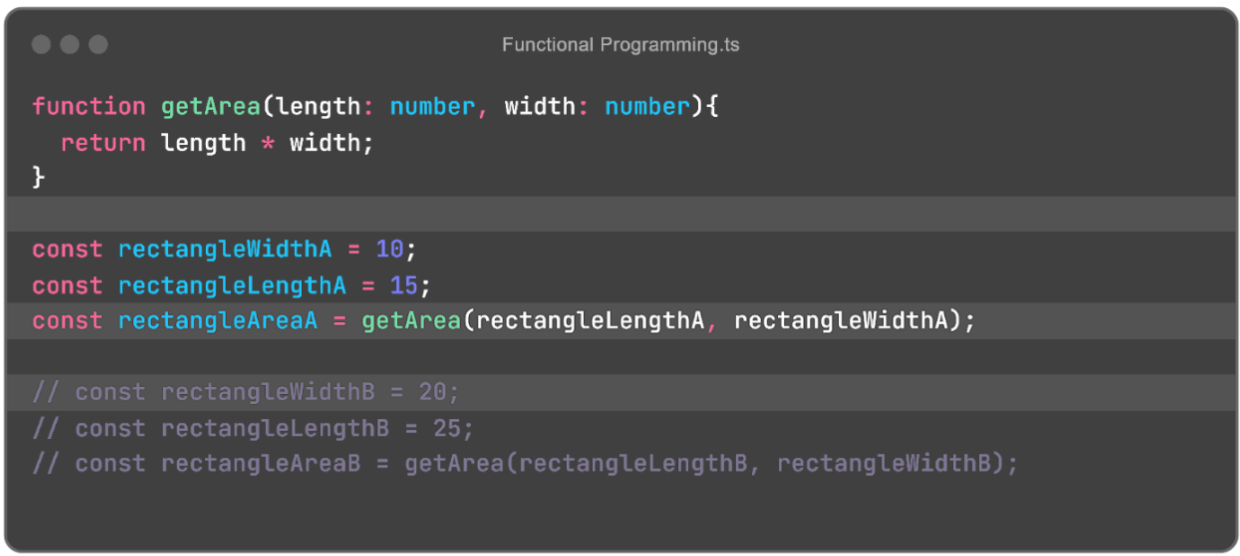 Functional Programming.ts
function getArea(length: number, width: number){
  return length * width;
}
const rectangleWidthA = 10;
const rectangleLengthA = 15;
const rectangleAreaA = getArea(rectangleLengthA, rectangleWidthA);
// const rectangleWidthB = 20;
// const rectangleLengthB = 25;
// const rectangleAreaB = getArea(rectangleLengthB, rectangleWidthB);